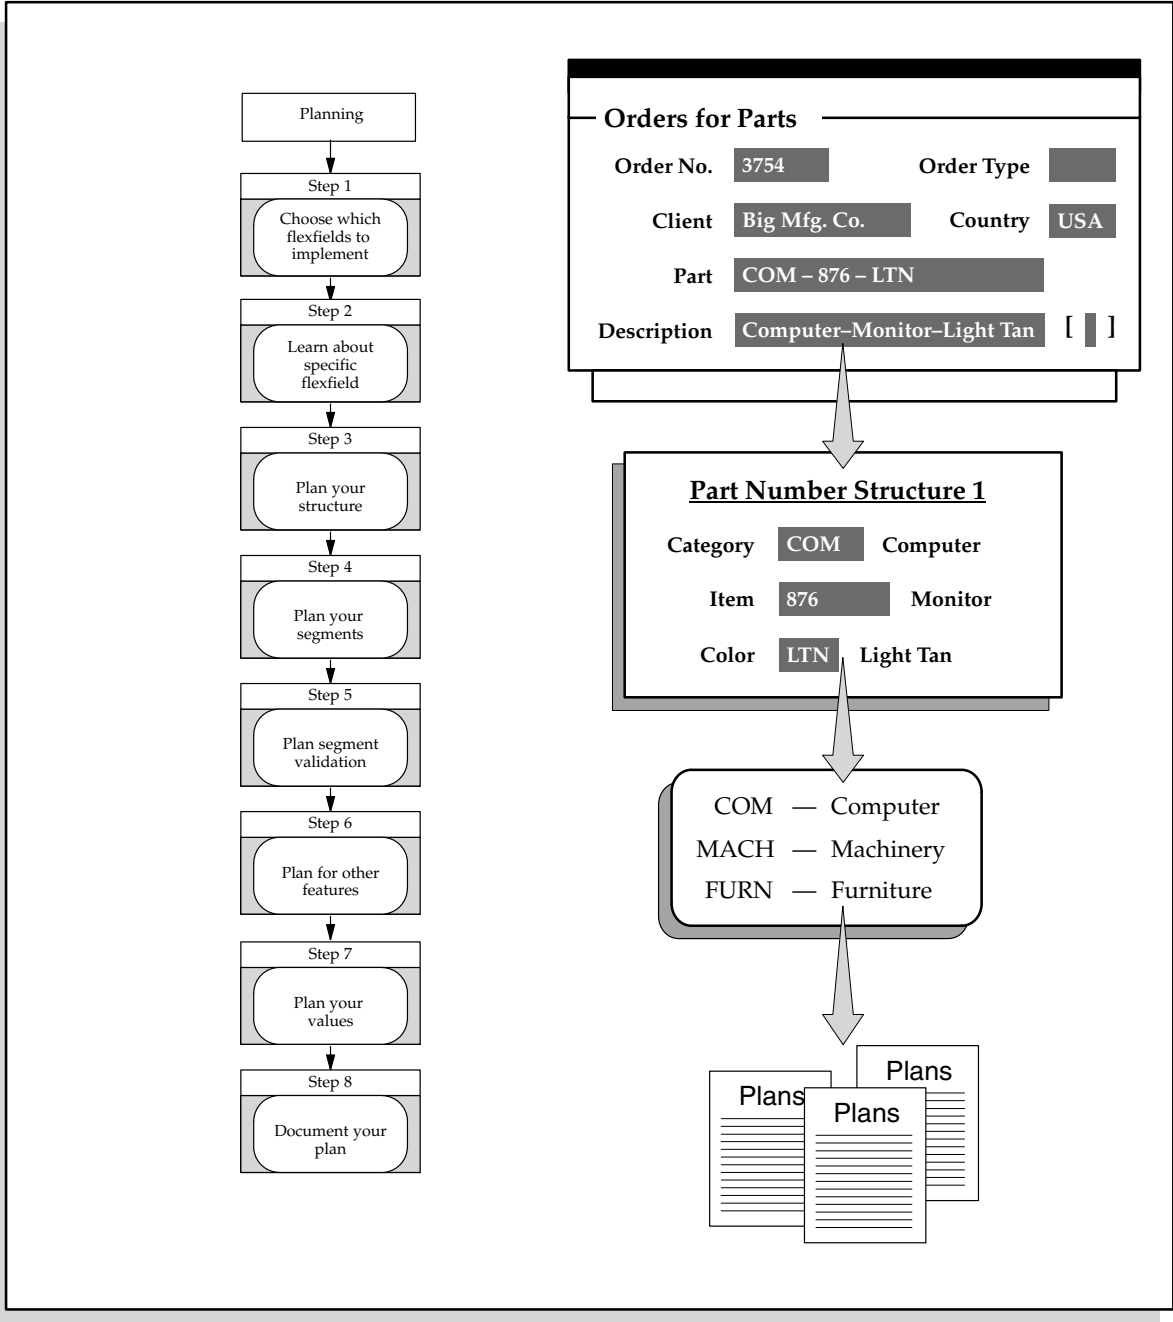 Planning
Step 1
Choose which
flexfields to
implement
Step 2
Learn about
specific
flexfield
Step 3
Plan your
structure
Step 4
Plan your
segments
Step 5
Plan segment
validation
Step 6
Plan for other
features
Step 7
Plan your
values
Step 8
Document your
plan
Orders for Parts
Order No. 3754 Order Type
Client Big Mfg. Co. Country USA
Part COM – 876 – LTN
Description Computer–Monitor–Light Tan [ ]
Part Number Structure 1
Category COM Computer
Item 876 Monitor
Color LTN Light Tan
COM — Computer
MACH — Machinery
FURN — Furniture
Plans
Plans
Plans